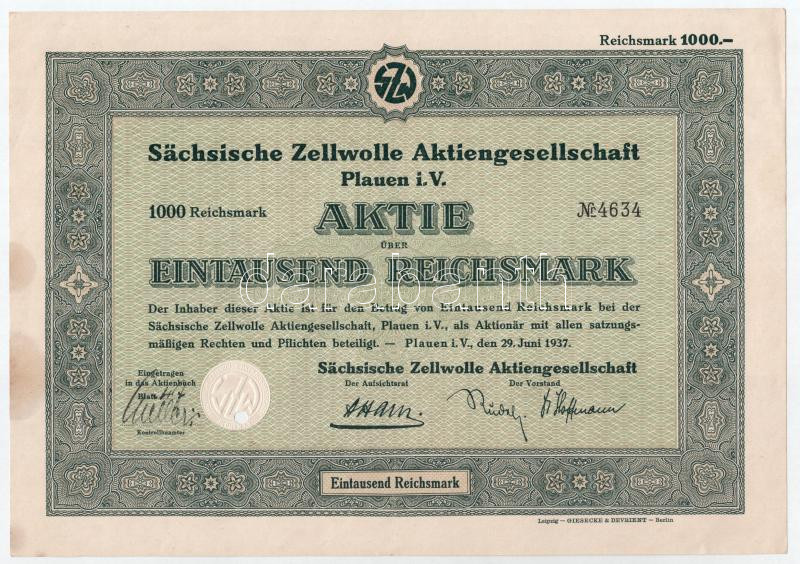 Reichsmark 1000.—
SZW
Sächsische Zellwolle Aktiengesellschaft
Plauen i.V.
1000 Reichsmark AKTIE № 4634
ÜBER
EINTAUSEND REICHSMARK
darabanth
Der Inhaber dieser Aktie ist für den Betrag von Eintausend Reichsmark bei der
Sächsische Zellwolle Aktiengesellschaft, Plauen i.V., als Aktionär mit allen satzungs-
mäßigen Rechten und Pflichten beteiligt. — Plauen i.V., den 29. Juni 1937.
Eingetragen
in das Aktienbuch
Blatt
Kontrollbeamter
Sächsische Zellwolle Aktiengesellschaft
Der Aufsichtsrat Der Vorstand
Hoffmann
Eintausend Reichsmark
Leipzig — GIESECKE & DEVRIENT — Berlin